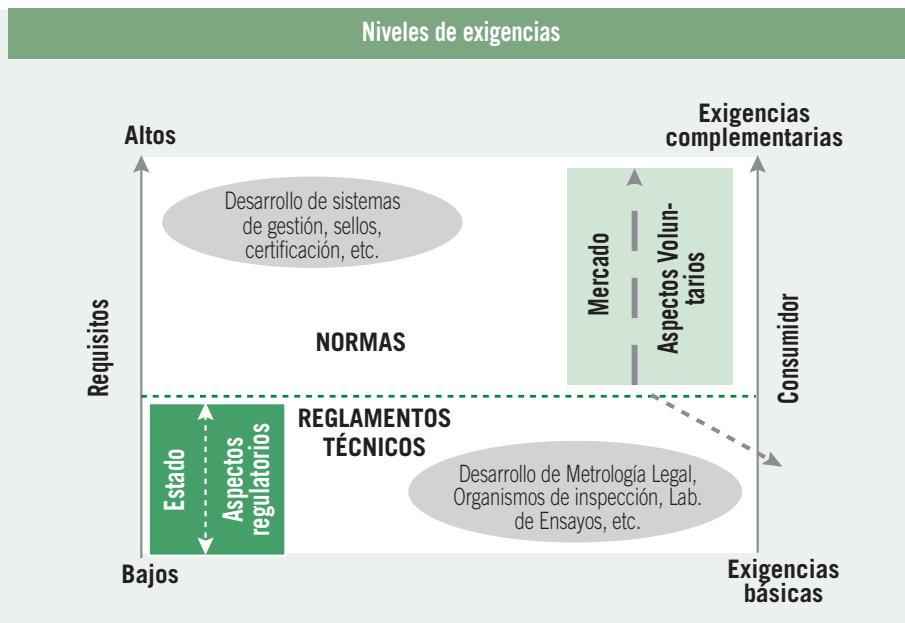 Niveles de exigencias
Altos
Exigencias
complementarias
Desarrollo de sistemas
de gestión, sellos,
certificación, etc.
Mercado
Aspectos Volun-
tarios
Requisitos
NORMAS
Consumidor
REGLAMENTOS
TÉCNICOS
Estado
Aspectos
regulatorios
Desarrollo de Metrología Legal,
Organismos de inspección, Lab.
de Ensayos, etc.
Bajos
Exigencias
básicas